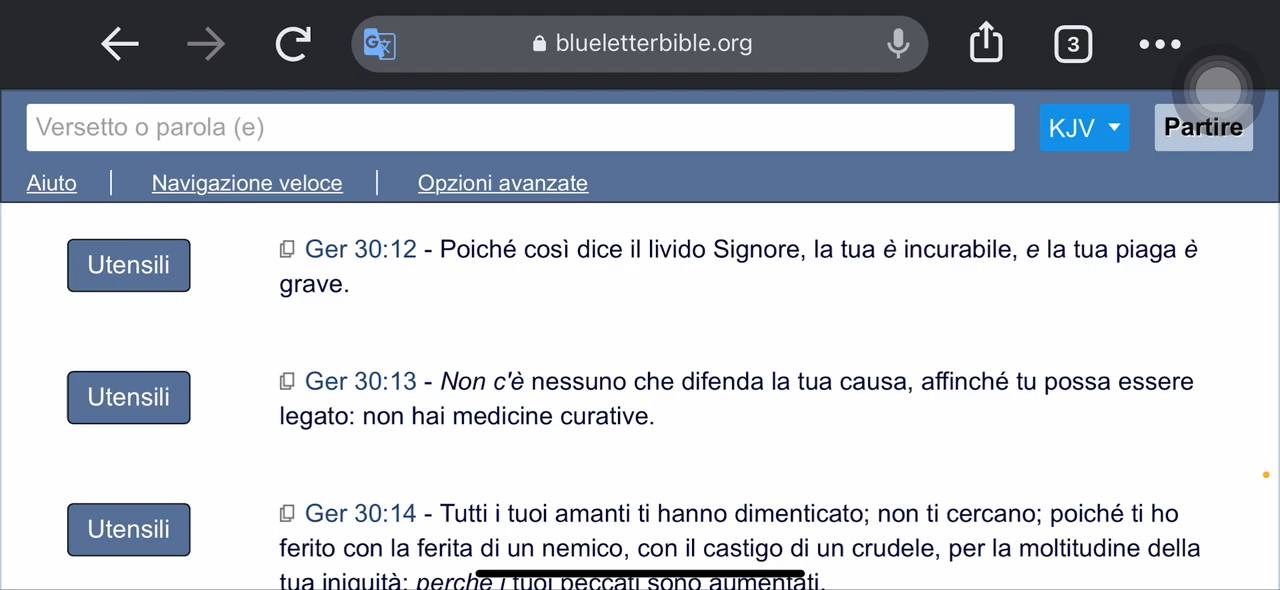 blueletterbible.org
3
Versetto o parola (e)
KJV
Partire
Aiuto | Navigazione veloce | Opzioni avanzate
Utensili
Ger 30:12 - Poiché così dice il livido Signore, la tua è incurabile, e la tua piaga è
grave.
Utensili
Ger 30:13 - Non c'è nessuno che difenda la tua causa, affinché tu possa essere
legato: non hai medicine curative.
Utensili
Ger 30:14 - Tutti i tuoi amanti ti hanno dimenticato; non ti cercano; poiché ti ho
ferito con la ferita di un nemico, con il castigo di un crudele, per la moltitudine della
tua iniquità; perché i tuoi peccati sono aumentati.